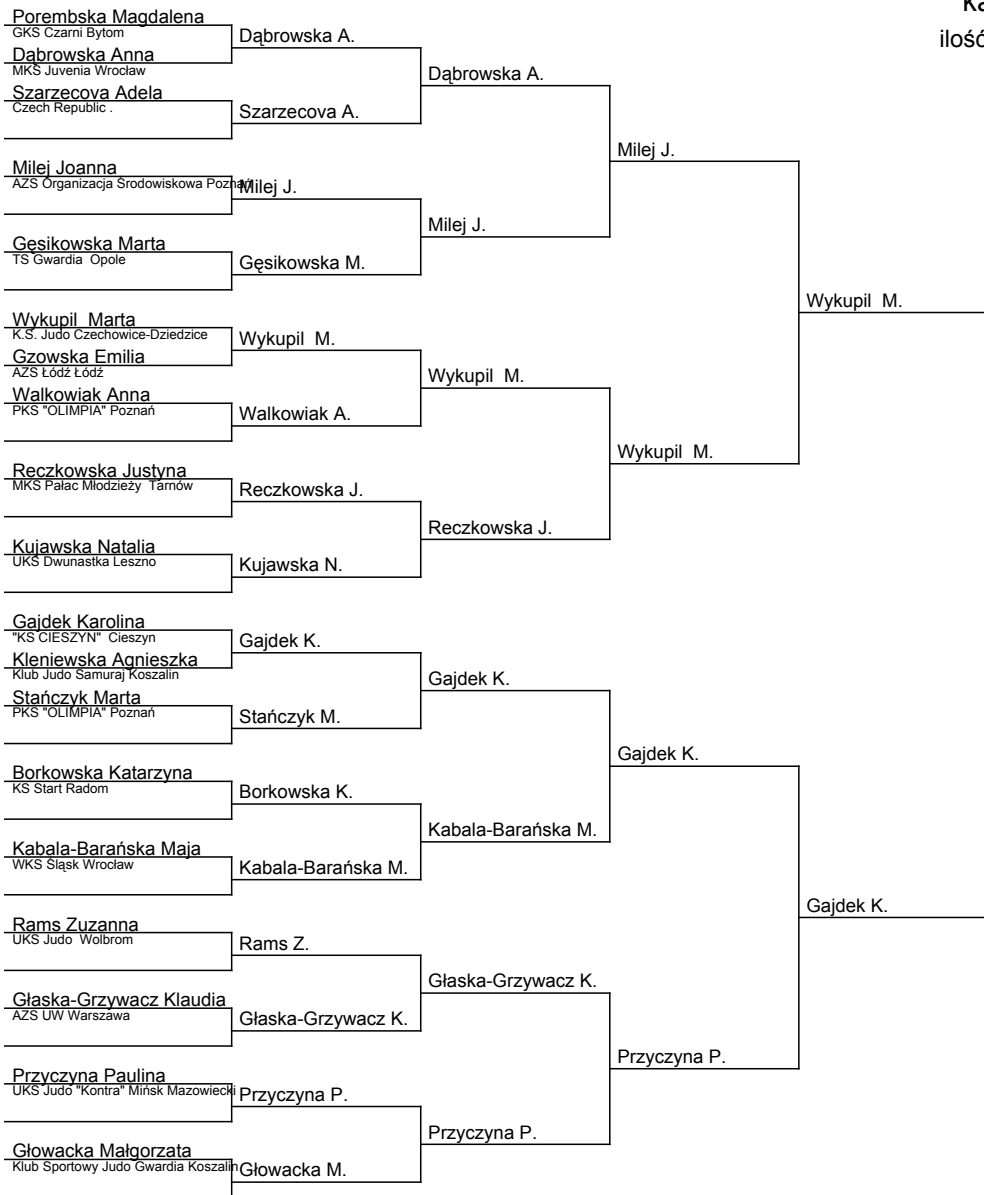 Porembska Magdalena
GKS Czarni Bytom
Dąbrowska Anna
MKS Juvenia Wrocław
Szarzecova Adela
Czech Republic .
Milej Joanna
AZS Organizacja Środowiskowa Poznań
Gęsikowska Marta
TS Gwardia Opole
Wykupil Marta
K.S. Judo Czechowice-Dziedzice
Gzowska Emilia
AZS Łódź Łódź
Walkowiak Anna
PKS "OLIMPIA" Poznań
Reczkowska Justyna
MKS Pałac Młodzieży Tarnów
Kujawska Natalia
UKS Dwunastka Leszno
Gajdek Karolina
"KS CIESZYN" Cieszyn
Kleniewska Agnieszka
Klub Judo Samuraj Koszalin
Stańczyk Marta
PKS "OLIMPIA" Poznań
Borkowska Katarzyna
KS Start Radom
Kabala-Barańska Maja
WKS Śląsk Wrocław
Rams Zuzanna
UKS Judo Wolbrom
Głaska-Grzywacz Klaudia
AZS UW Warszawa
Przyczyna Paulina
UKS Judo "Kontra" Mińsk Mazowiecki
Głowacka Małgorzata
Klub Sportowy Judo Gwardia Koszalin
Dąbrowska A.
Szarzecova A.
Milej J.
Gęsikowska M.
Wykupil M.
Walkowiak A.
Reczkowska J.
Kujawska N.
Gajdek K.
Stańczyk M.
Borkowska K.
Kabala-Barańska M.
Rams Z.
Głaska-Grzywacz K.
Przyczyna P.
Głowacka M.
Dąbrowska A.
Milej J.
Wykupil M.
Reczkowska J.
Gajdek K.
Kabala-Barańska M.
Głaska-Grzywacz K.
Przyczyna P.
Milej J.
Wykupil M.
Gajdek K.
Przyczyna P.
Wykupil M.
Gajdek K.
ilość